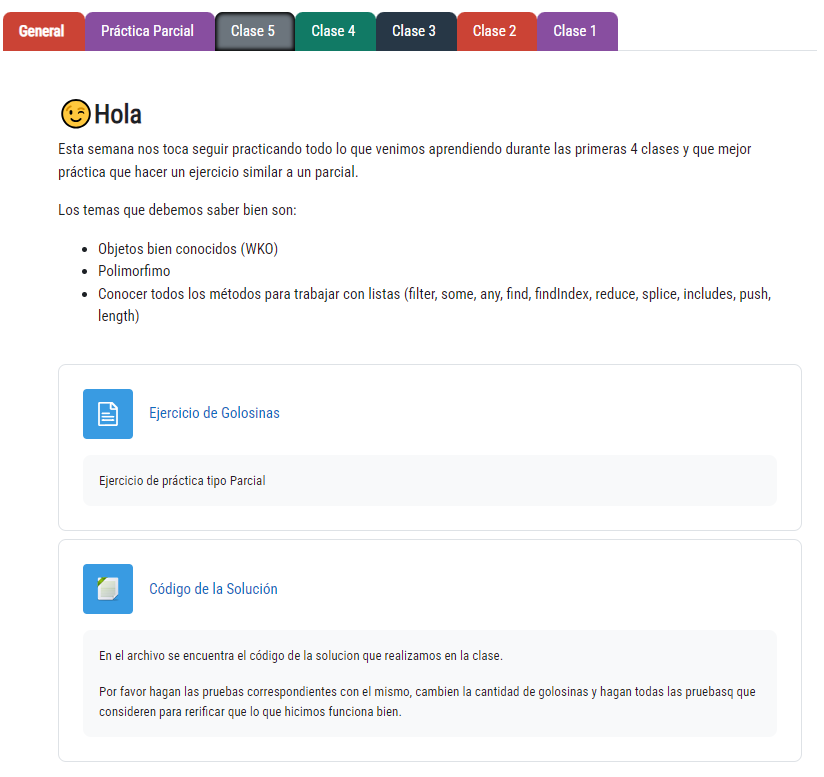 General Práctica Parcial Clase 5 Clase 4 Clase 3 Clase 2 Clase 1
Hola
Esta semana nos toca seguir practicando todo lo que venimos aprendiendo durante las primeras 4 clases y que mejor
práctica que hacer un ejercicio similar a un parcial.
Los temas que debemos saber bien son:
Objetos bien conocidos (WKO)
Polimorfimo
Conocer todos los métodos para trabajar con listas (filter, some, any, find, findIndex, reduce, splice, includes, push,
length)
Ejercicio de Golosinas
Ejercicio de práctica tipo Parcial
Código de la Solución
En el archivo se encuentra el código de la solucion que realizamos en la clase.
Por favor hagan las pruebas correspondientes con el mismo, cambien la cantidad de golosinas y hagan todas las pruebasq que
consideren para rerificar que lo que hicimos funciona bien.